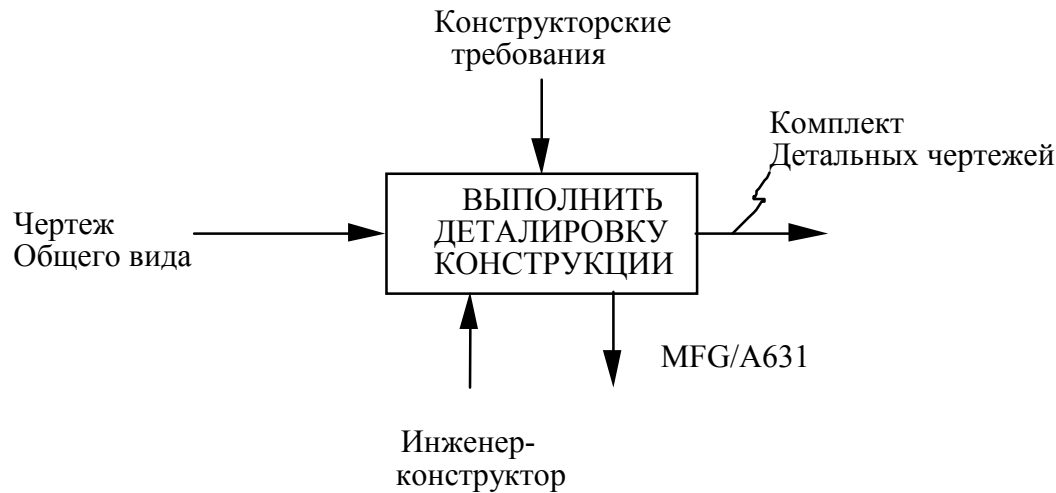 Конструкторские
требования
Комплект
Детальных чертежей
Чертеж
Общего вида
ВЫПОЛНИТЬ
ДЕТАЛИРОВКУ
КОНСТРУКЦИИ
MFG/A631
Инженер-
конструктор